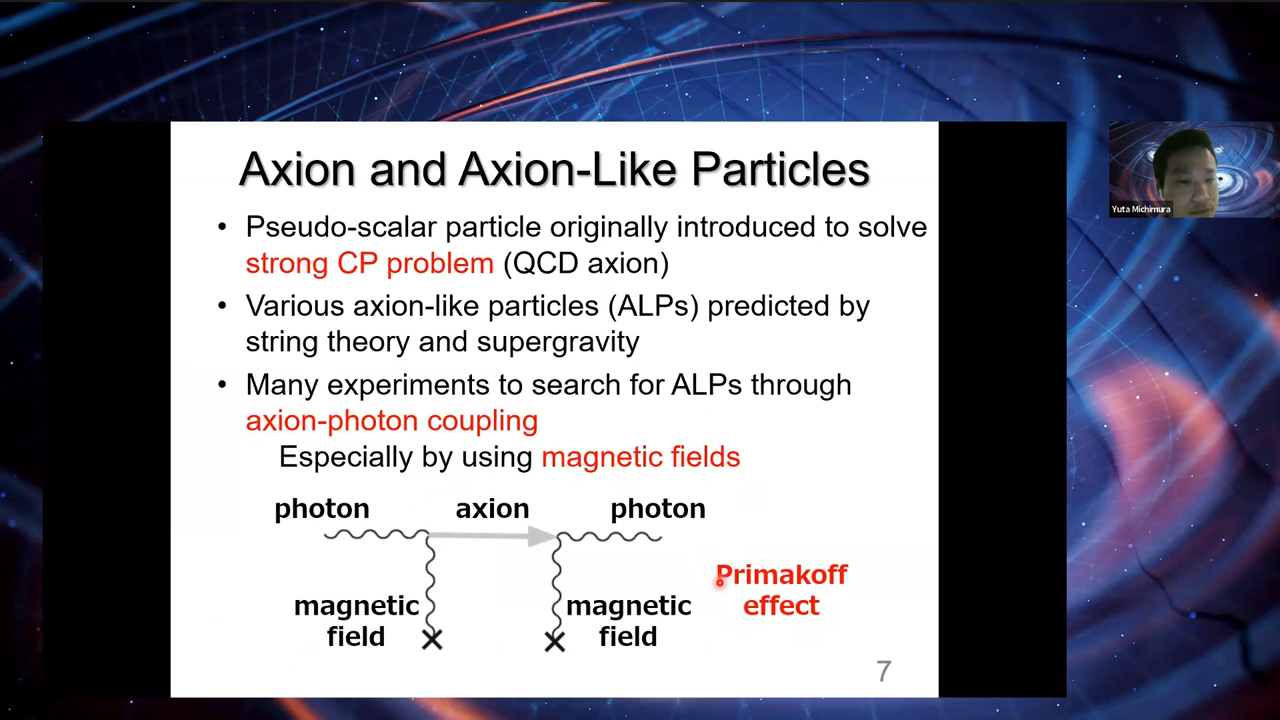 Axion and Axion-Like Particles
• Pseudo-scalar particle originally introduced to solve
strong CP problem (QCD axion)
• Various axion-like particles (ALPs) predicted by
string theory and supergravity
• Many experiments to search for ALPs through
axion-photon coupling
Especially by using magnetic fields
photon axion photon
Primakoff
effect
magnetic magnetic
field field
7
Yuta Michimura